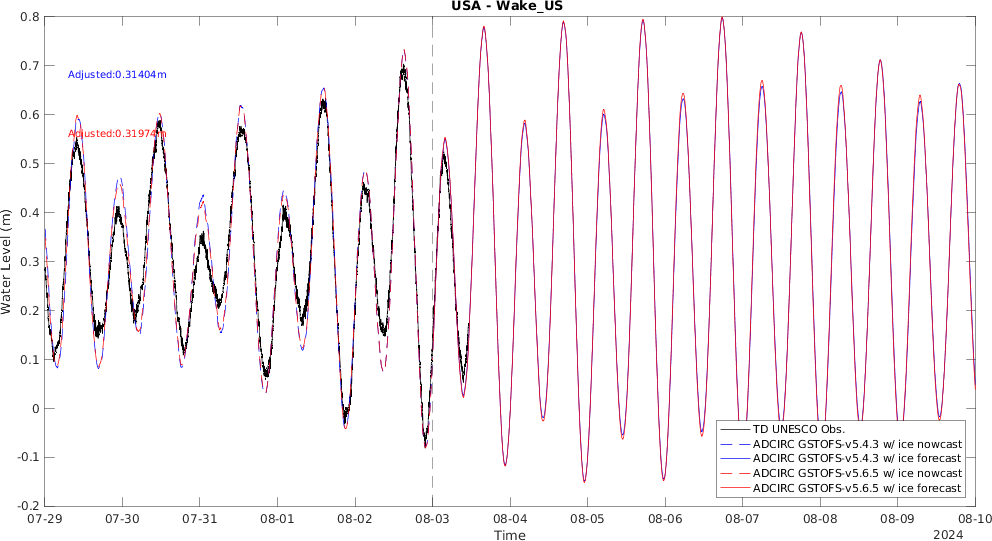 USA - Wake_US
0.8
0.7
0.6
0.5
0.4
0.3
0.2
0.1
0
-0.1
-0.2
Water Level (m)
Adjusted:0.31404m
Adjusted:0.31974m
TD UNESCO Obs.
ADCIRC GSTOFS-v5.4.3 w/ ice nowcast
ADCIRC GSTOFS-v5.4.3 w/ ice forecast
ADCIRC GSTOFS-v5.6.5 w/ ice nowcast
ADCIRC GSTOFS-v5.6.5 w/ ice forecast
07-29 07-30 07-31 08-01 08-02 08-03 08-04 08-05 08-06 08-07 08-08 08-09 08-10
Time
2024